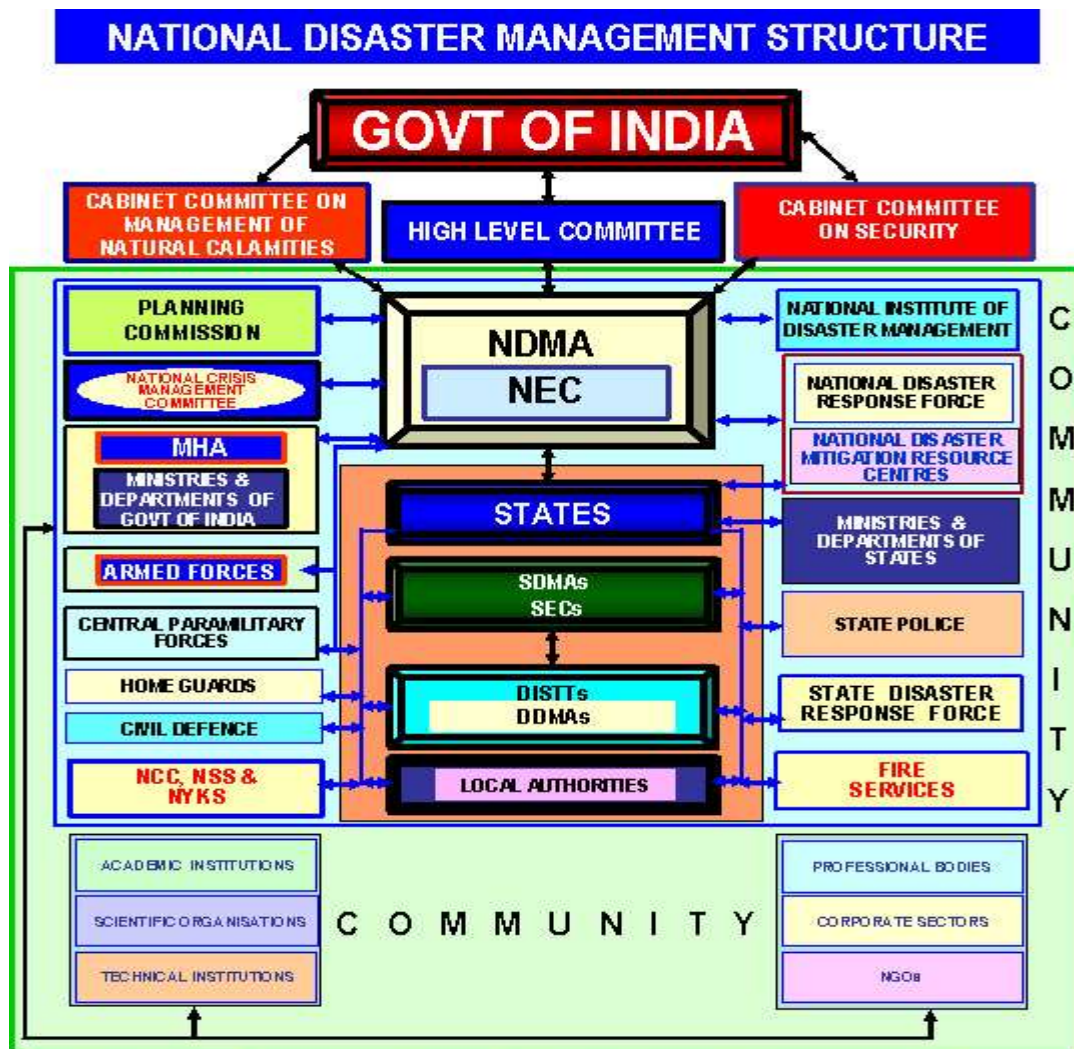 NATIONAL DISASTER MANAGEMENT STRUCTURE
GOVT OF INDIA
CABINET COMMITTEE ON
MANAGEMENT OF
NATURAL CALAMITIES
HIGH LEVEL COMMITTEE
CABINET COMMITTEE
ON SECURITY
PLANNING
COMMISSION
NATIONAL CRISIS
MANAGEMENT
COMMITTEE
MHA
MINISTRIES &
DEPARTMENTS OF
GOVT OF INDIA
ARMED FORCES
CENTRAL PARAMILITARY
FORCES
HOME GUARDS
CIVIL DEFENCE
NCC, NSS &
NYKS
NDMA
NEC
STATES
SDMAs
SECs
DISTTs
DDMAs
LOCAL AUTHORITIES
NATIONAL INSTITUTE OF
DISASTER MANAGEMENT
NATIONAL DISASTER
RESPONSE FORCE
NATIONAL DISASTER
MITIGATION RESOURCE
CENTRES
MINISTRIES &
DEPARTMENTS OF
STATES
STATE POLICE
STATE DISASTER
RESPONSE FORCE
FIRE
SERVICES
COMMUNITY
ACADEMIC INSTITUTIONS
SCIENTIFIC ORGANISATIONS
TECHNICAL INSTITUTIONS
COMMUNITY
PROFESSIONAL BODIES
CORPORATE SECTORS
NGOs